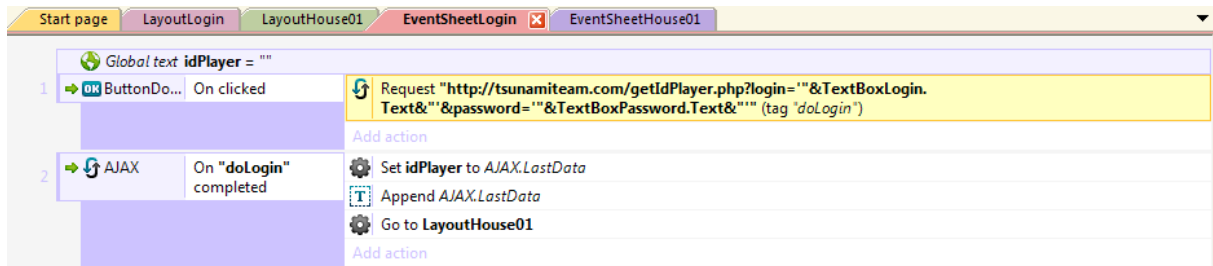 Start page LayoutLogin LayoutHouse01 EventSheetLogin EventSheetHouse01
Global text idPlayer = ""
1 OK ButtonDo... On clicked Request "http://tsunamiteam.com/getIdPlayer.php?login='"&TextBoxLogin.
Text&"'&password='"&TextBoxPassword.Text&"'" (tag "doLogin")
Add action
2 AJAX On "doLogin" Set idPlayer to AJAX.LastData
completed
T Append AJAX.LastData
Go to LayoutHouse01
Add action